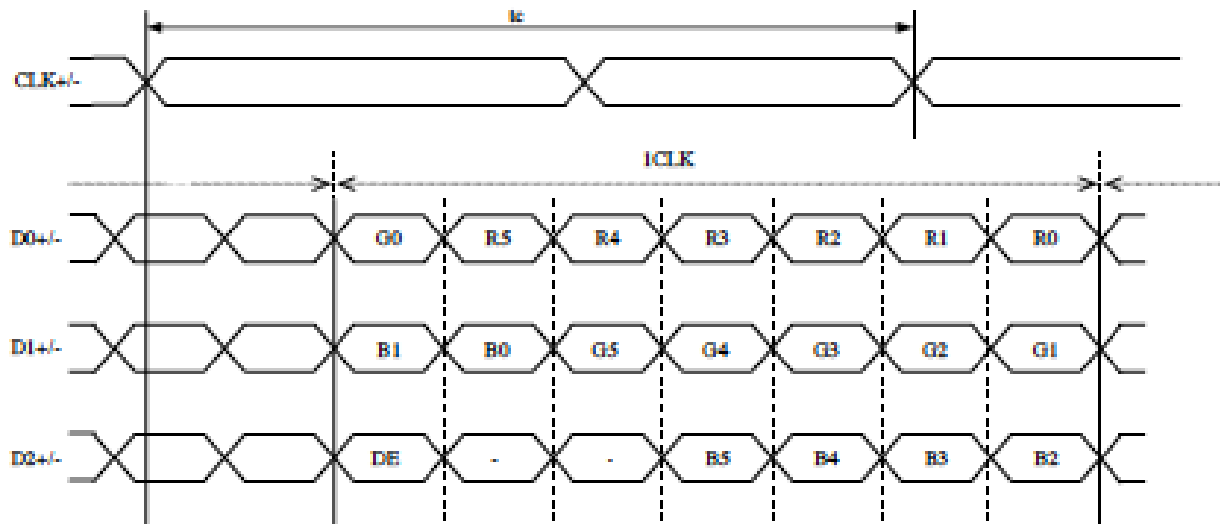 tc
CLK+/-
1CLK
D0+/- G0 R5 R4 R3 R2 R1 R0
D1+/- B1 B0 G5 G4 G3 G2 G1
D2+/- DE - - B5 B4 B3 B2